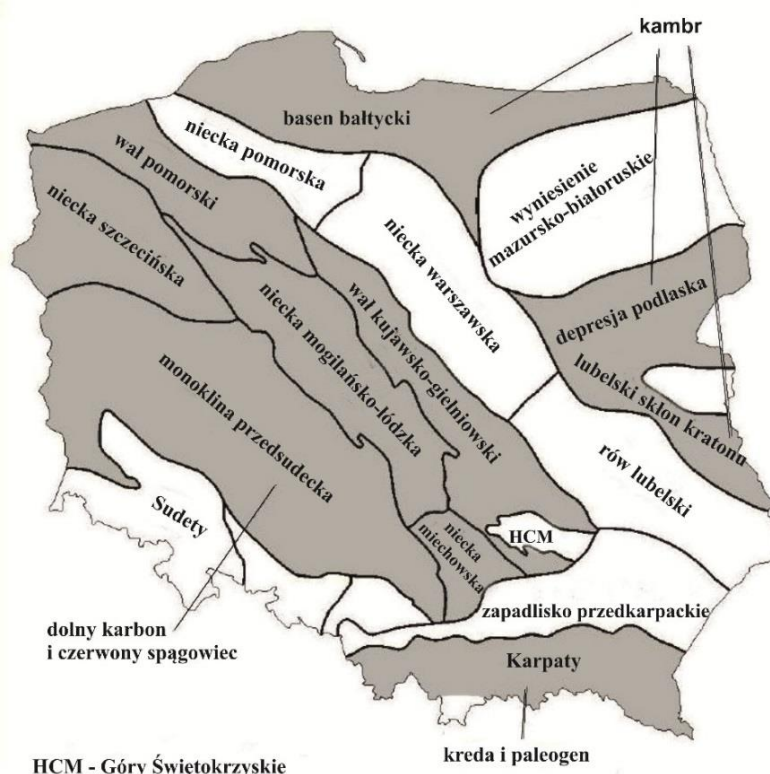 kambr
basen bałtycki
niecka pomorska
wał pomorski
wyniesienie
mazursko-białoruskie
niecka szczecińska
niecka warszawska
wał kujawsko-gielniowski
niecka mogilańsko-łódzka
depresja podlaska
lubelski skłon kratonu
monoklina przedsudecka
rów lubelski
Sudety
niecka
miechowska
HCM
zapadlisko przedkarpackie
dolny karbon
i czerwony spągowiec
Karpaty
kreda i paleogen
HCM - Góry Świetokrzyskie